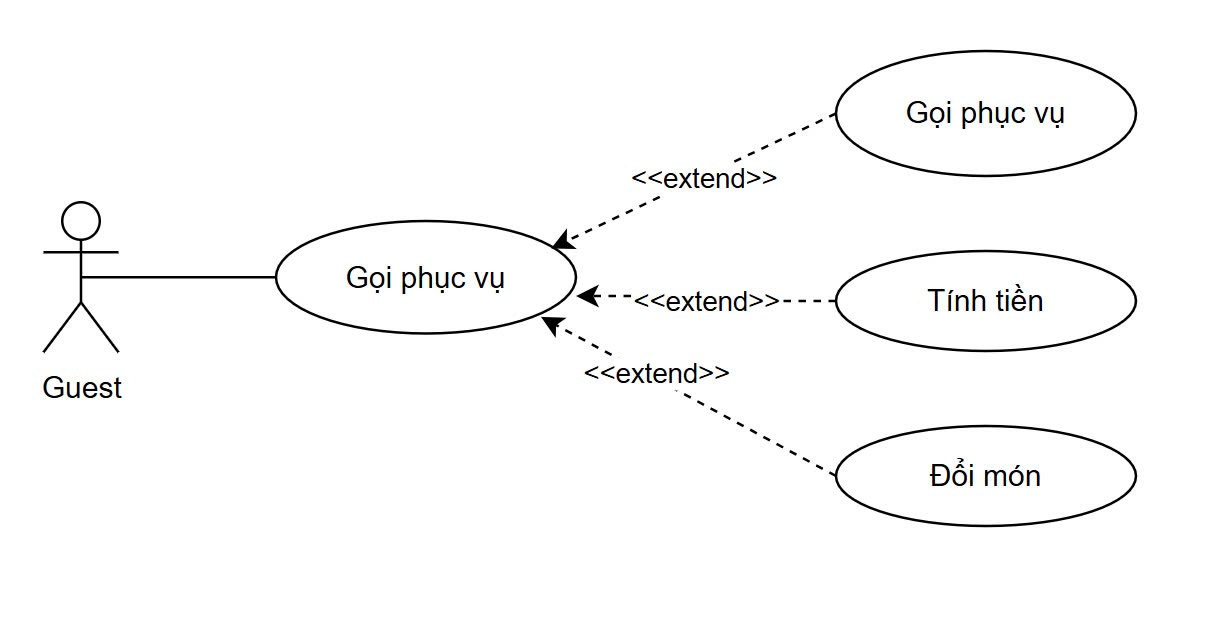 Gọi phục vụ
<<extend>>
Gọi phục vụ
<<extend>>
Tính tiền
<<extend>>
Guest
Đổi món